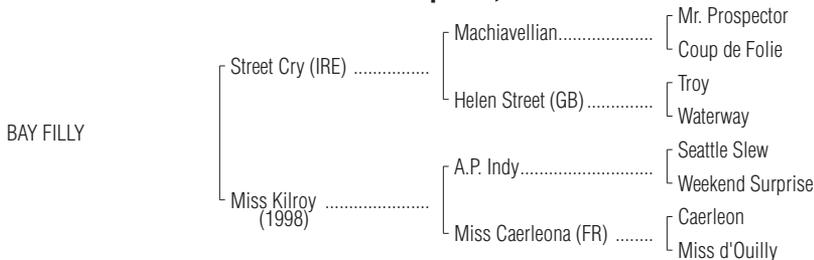 Mr. Prospector
Machiavellian....................
Coup de Folie
Street Cry (IRE) ................
Troy
Helen Street (GB) ..............
Waterway
BAY FILLY
Seattle Slew
A.P. Indy............................
Weekend Surprise
Miss Kilroy ......................
(1998)
Caerleon
Miss Caerleona (FR) ........
Miss d'Ouilly